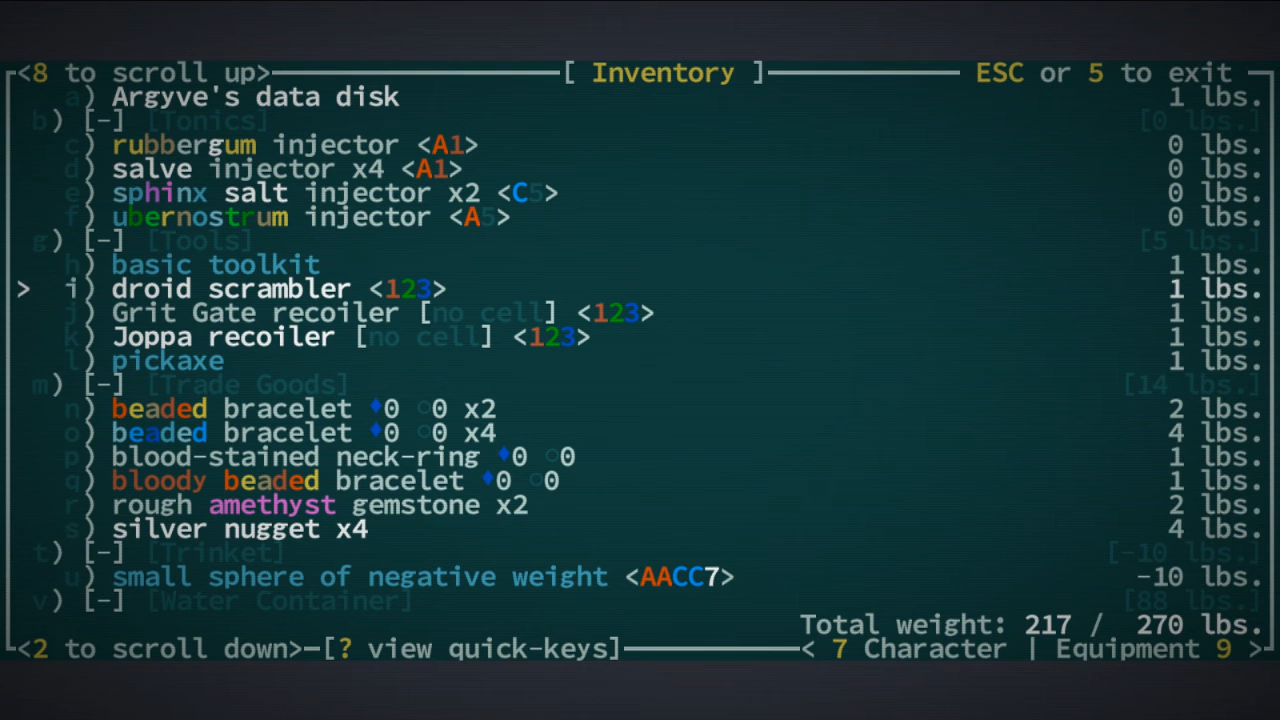 <8 to scroll up> [ Inventory ] ESC or 5 to exit
a) Argyve's data disk 1 lbs.
b) [-] [Tonics] [0 lbs.]
c) rubbergum injector <A1> 0 lbs.
d) salve injector x4 <A1> 0 lbs.
e) sphinx salt injector x2 <C5> 0 lbs.
f) ubernostrum injector <A5> 0 lbs.
g) [-] [Tools] [5 lbs.]
h) basic toolkit 1 lbs.
> i) droid scrambler <123> 1 lbs.
j) Grit Gate recoiler [no cell] <123> 1 lbs.
k) Joppa recoiler [no cell] <123> 1 lbs.
l) pickaxe 1 lbs.
m) [-] [Trade Goods] [14 lbs.]
n) beaded bracelet ♦0 ○0 x2 2 lbs.
o) beaded bracelet ♦0 ○0 x4 4 lbs.
p) blood-stained neck-ring ♦0 ○0 1 lbs.
q) bloody beaded bracelet ♦0 ○0 1 lbs.
r) rough amethyst gemstone x2 2 lbs.
s) silver nugget x4 4 lbs.
t) [-] [Trinket] [-10 lbs.]
u) small sphere of negative weight <AACC7> -10 lbs.
v) [-] [Water Container] [88 lbs.]
Total weight: 217 / 270 lbs.
<2 to scroll down> [? view quick-keys] < 7 Character | Equipment 9 >